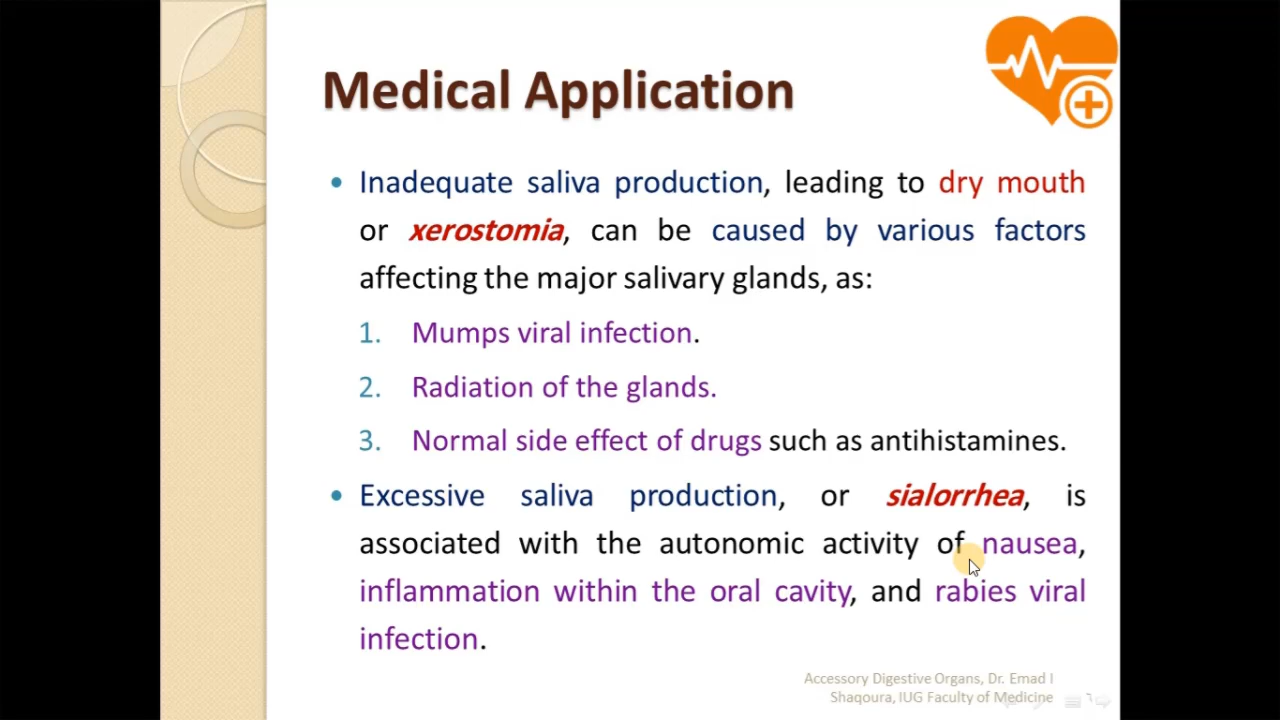 Medical Application
• Inadequate saliva production, leading to dry mouth
or xerostomia, can be caused by various factors
affecting the major salivary glands, as:
1. Mumps viral infection.
2. Radiation of the glands.
3. Normal side effect of drugs such as antihistamines.
• Excessive saliva production, or sialorrhea, is
associated with the autonomic activity of nausea,
inflammation within the oral cavity, and rabies viral
infection.
Accessory Digestive Organs, Dr. Emad I
Shaqoura, IUG Faculty of Medicine